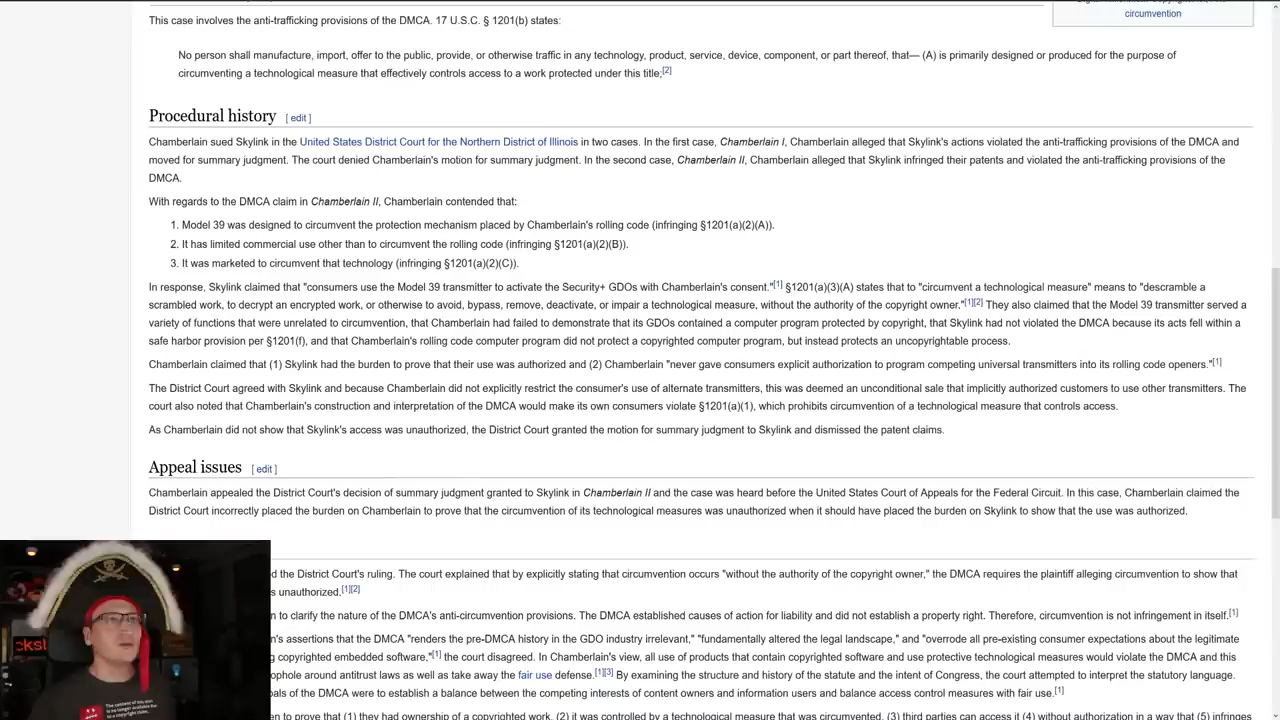 circumvention
This case involves the anti-trafficking provisions of the DMCA. 17 U.S.C. § 1201(b) states:
No person shall manufacture, import, offer to the public, provide, or otherwise traffic in any technology, product, service, device, component, or part thereof, that— (A) is primarily designed or produced for the purpose of
circumventing a technological measure that effectively controls access to a work protected under this title;[2]
Procedural history [ edit ]
Chamberlain sued Skylink in the United States District Court for the Northern District of Illinois in two cases. In the first case, Chamberlain I, Chamberlain alleged that Skylink's actions violated the anti-trafficking provisions of the DMCA and
moved for summary judgment. The court denied Chamberlain's motion for summary judgment. In the second case, Chamberlain II, Chamberlain alleged that Skylink infringed their patents and violated the anti-trafficking provisions of the
DMCA.
With regards to the DMCA claim in Chamberlain II, Chamberlain contended that:
1. Model 39 was designed to circumvent the protection mechanism placed by Chamberlain's rolling code (infringing §1201(a)(2)(A)).
2. It has limited commercial use other than to circumvent the rolling code (infringing §1201(a)(2)(B)).
3. It was marketed to circumvent that technology (infringing §1201(a)(2)(C)).
In response, Skylink claimed that "consumers use the Model 39 transmitter to activate the Security+ GDOs with Chamberlain's consent."[1] §1201(a)(3)(A) states that to "circumvent a technological measure" means to "descramble a
scrambled work, to decrypt an encrypted work, or otherwise to avoid, bypass, remove, deactivate, or impair a technological measure, without the authority of the copyright owner."[1][2] They also claimed that the Model 39 transmitter served a
variety of functions that were unrelated to circumvention, that Chamberlain had failed to demonstrate that its GDOs contained a computer program protected by copyright, that Skylink had not violated the DMCA because its acts fell within a
safe harbor provision per §1201(f), and that Chamberlain's rolling code computer program did not protect a copyrighted computer program, but instead protects an uncopyrightable process.
Chamberlain claimed that (1) Skylink had the burden to prove that their use was authorized and (2) Chamberlain "never gave consumers explicit authorization to program competing universal transmitters into its rolling code openers."[1]
The District Court agreed with Skylink and because Chamberlain did not explicitly restrict the consumer's use of alternate transmitters, this was deemed an unconditional sale that implicitly authorized customers to use other transmitters. The
court also noted that Chamberlain's construction and interpretation of the DMCA would make its own consumers violate §1201(a)(1), which prohibits circumvention of a technological measure that controls access.
As Chamberlain did not show that Skylink's access was unauthorized, the District Court granted the motion for summary judgment to Skylink and dismissed the patent claims.
Appeal issues [ edit ]
Chamberlain appealed the District Court's decision of summary judgment granted to Skylink in Chamberlain II and the case was heard before the United States Court of Appeals for the Federal Circuit. In this case, Chamberlain claimed the
District Court incorrectly placed the burden on Chamberlain to prove that the circumvention of its technological measures was unauthorized when it should have placed the burden on Skylink to show that the use was authorized.
d the District Court's ruling. The court explained that by explicitly stating that circumvention occurs "without the authority of the copyright owner," the DMCA requires the plaintiff alleging circumvention to show that
s unauthorized.[1][2]
n to clarify the nature of the DMCA's anti-circumvention provisions. The DMCA established causes of action for liability and did not establish a property right. Therefore, circumvention is not infringement in itself.[1]
n's assertions that the DMCA "renders the pre-DMCA history in the GDO industry irrelevant," "fundamentally altered the legal landscape," and "overrode all pre-existing consumer expectations about the legitimate
g copyrighted embedded software,"[1] the court disagreed. In Chamberlain's view, all use of products that contain copyrighted software and use protective technological measures would violate the DMCA and this
ophole around antitrust laws as well as take away the fair use defense.[1][3] By examining the structure and history of the statute and the intent of Congress, the court attempted to interpret the statutory language.
als of the DMCA were to establish a balance between the competing interests of content owners and information users and balance access control measures with fair use.[1]
en to prove that (1) they had ownership of a copyrighted work, (2) it was controlled by a technological measure that was circumvented, (3) third parties can access it (4) without authorization in a way that (5) infringes